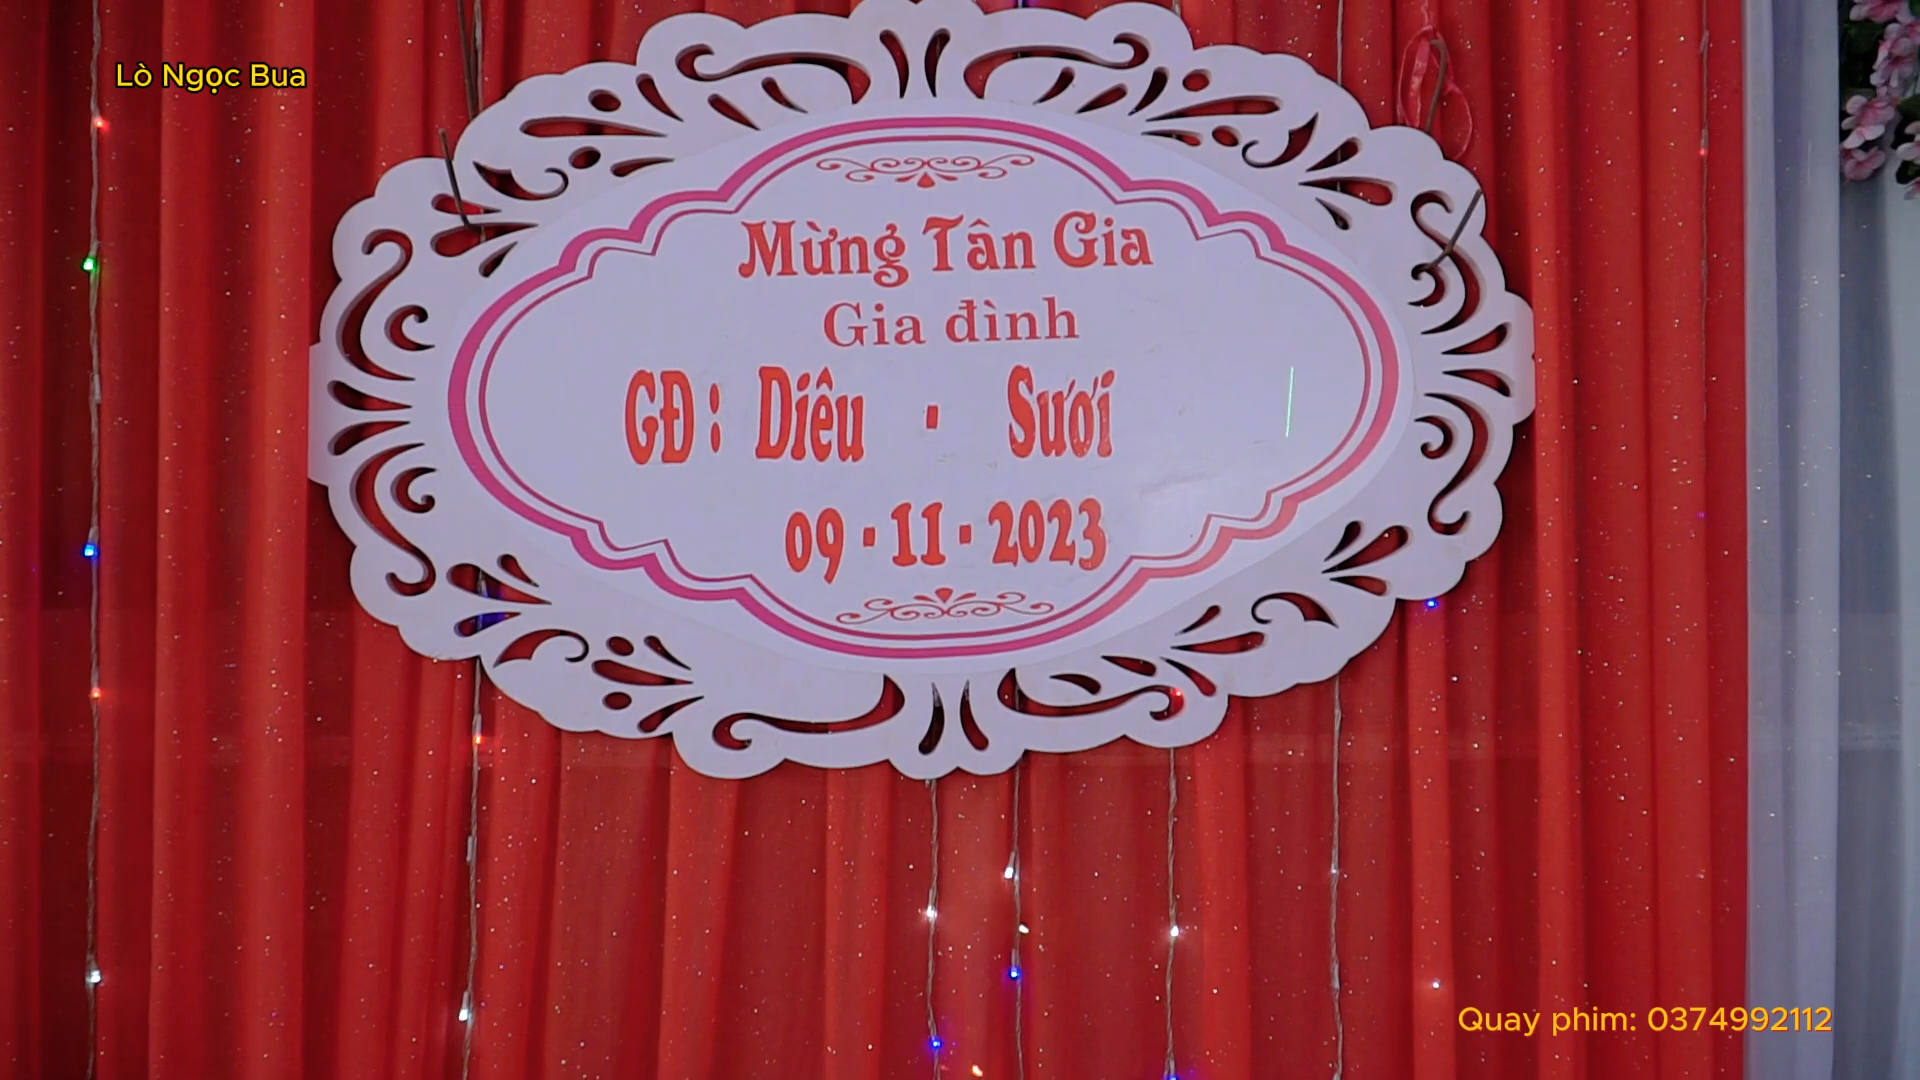 Lò Ngọc Bua
Mừng Tân Gia
Gia đình
GĐ: Diêu - Sươi
09-11-2023
Quay phim: 0374992112